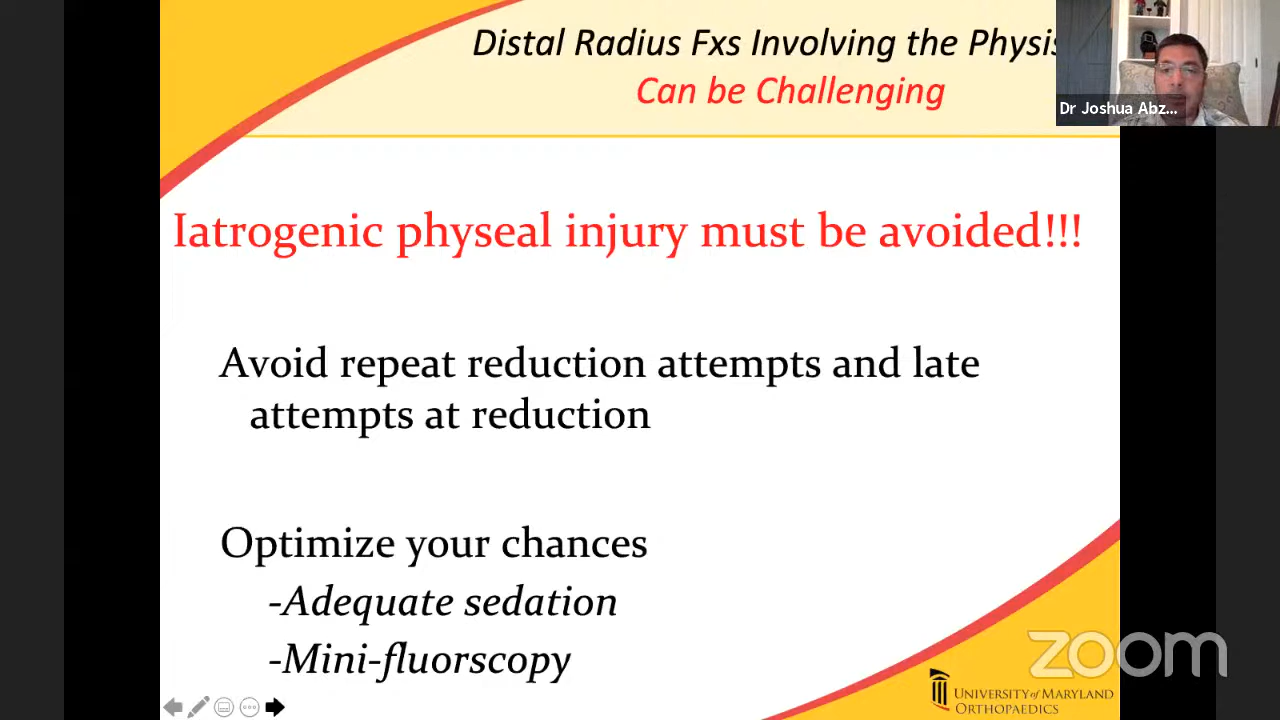 Distal Radius Fxs Involving the Physis
Can be Challenging
Dr Joshua Abz...
Iatrogenic physeal injury must be avoided!!!
Avoid repeat reduction attempts and late
attempts at reduction
Optimize your chances
-Adequate sedation
-Mini-fluorscopy
zoom
UNIVERSITY of MARYLAND
ORTHOPAEDICS